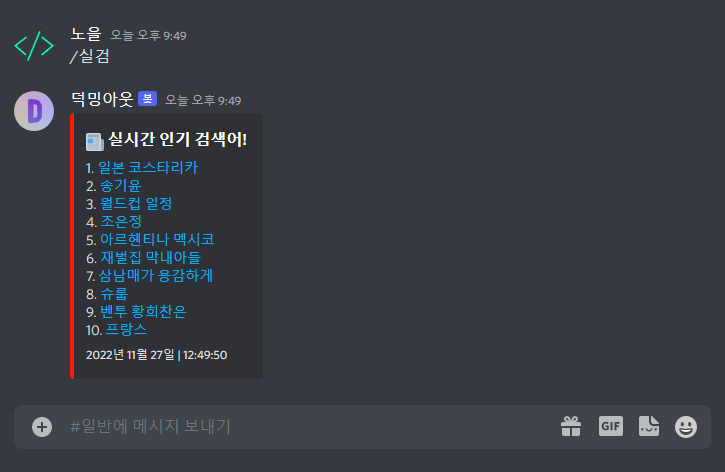 노을 오늘 오후 9:49
/실검
D
덕밍아웃 봇 오늘 오후 9:49
실시간 인기 검색어!
1. 일본 코스타리카
2. 송기윤
3. 월드컵 일정
4. 조은정
5. 아르헨티나 멕시코
6. 재벌집 막내아들
7. 삼남매가 용감하게
8. 슈룹
9. 벤투 황희찬은
10. 프랑스
2022년 11월 27일 | 12:49:50
#일반에 메시지 보내기
GIF